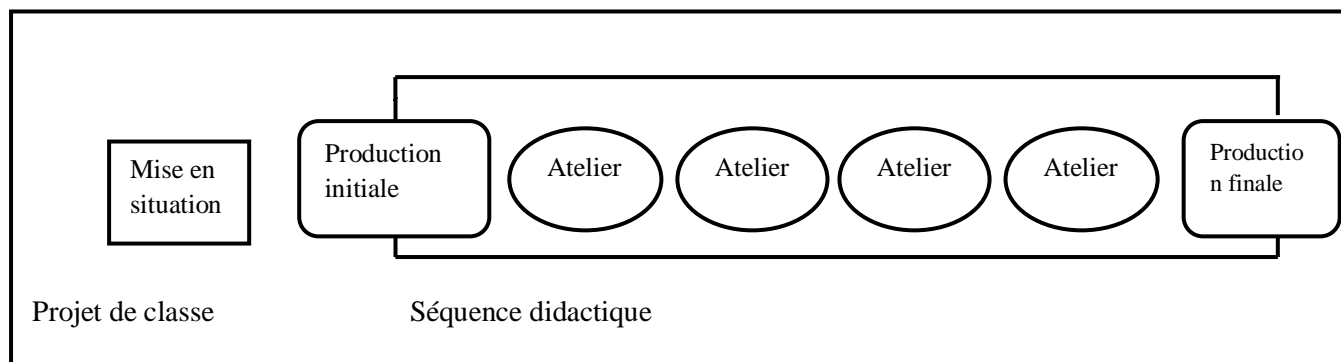 Mise en
situation
Production
initiale
Atelier
Atelier
Atelier
Atelier
Productio
n finale
Projet de classe
Séquence didactique